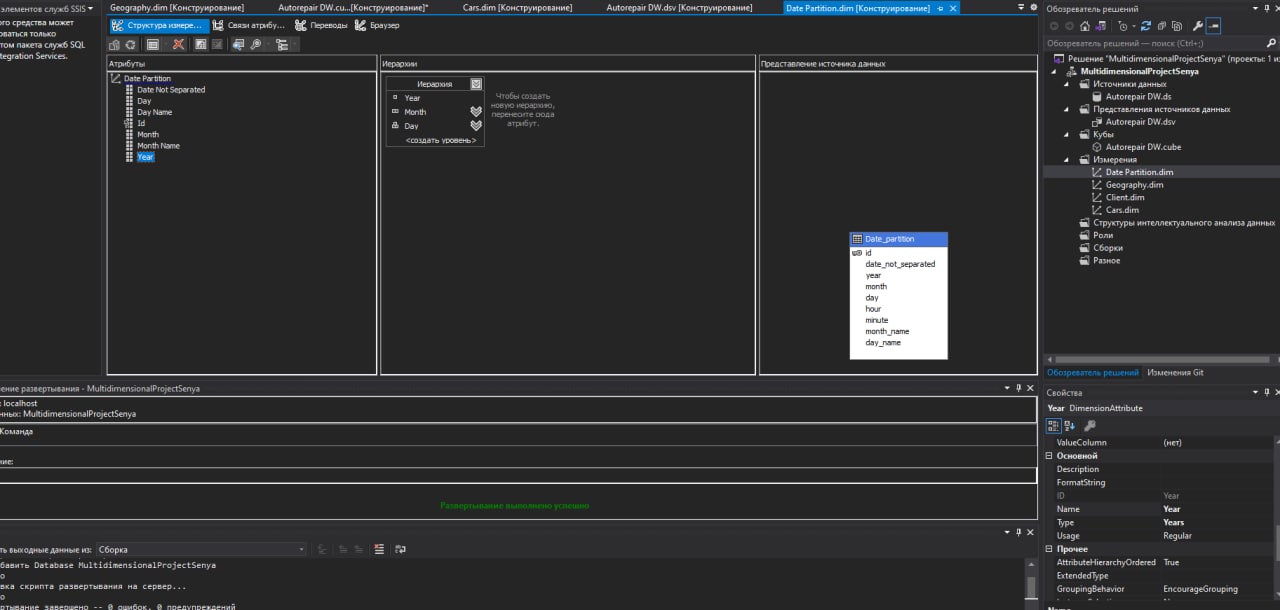 элементов служб SSIS
ого средства может
оваться только
том пакета служб SQL
tegration Services.
Geography.dim [Конструирование]
Autorepair DW.cu...[Конструирование]*
Cars.dim [Конструирование]
Autorepair DW.dsv [Конструирование]
Date Partition.dim [Конструирование]
Структура измере...
Связи атрибу...
Переводы
Браузер
Атрибуты
Date Partition
Date Not Separated
Day
Day Name
Id
Month
Month Name
Year
Иерархии
Иерархия
Year
Month
Day
<создать уровень>
Чтобы создать
новую иерархию,
перенесите сюда
атрибут.
Представление источника данных
Date_partition
id
date_not_separated
year
month
day
hour
minute
month_name
day_name
ение развертывания - MultidimensionalProjectSenya
: localhost
нных: MultidimensionalProjectSenya
Команда
ние:
Развертывание выполнено успешно
ть выходные данные из: Сборка
бавить Database MultidimensionalProjectSenya
о
вка скрипта развертывания на сервер...
о
ртывание завершено -- 0 ошибок, 0 предупреждений
Обозреватель решений
Обозреватель решений — поиск (Ctrl+;)
Решение "MultidimensionalProjectSenya" (проекты: 1 из
MultidimensionalProjectSenya
Источники данных
Autorepair DW.ds
Представления источников данных
Autorepair DW.dsv
Кубы
Autorepair DW.cube
Измерения
Date Partition.dim
Geography.dim
Client.dim
Cars.dim
Структуры интеллектуального анализа данных
Роли
Сборки
Разное
Обозреватель решений
Изменения Git
Свойства
Year DimensionAttribute
ValueColumn (нет)
Основной
Description
FormatString
ID Year
Name Year
Type Years
Usage Regular
Прочее
AttributeHierarchyOrdered True
ExtendedType
GroupingBehavior EncourageGrouping
Name